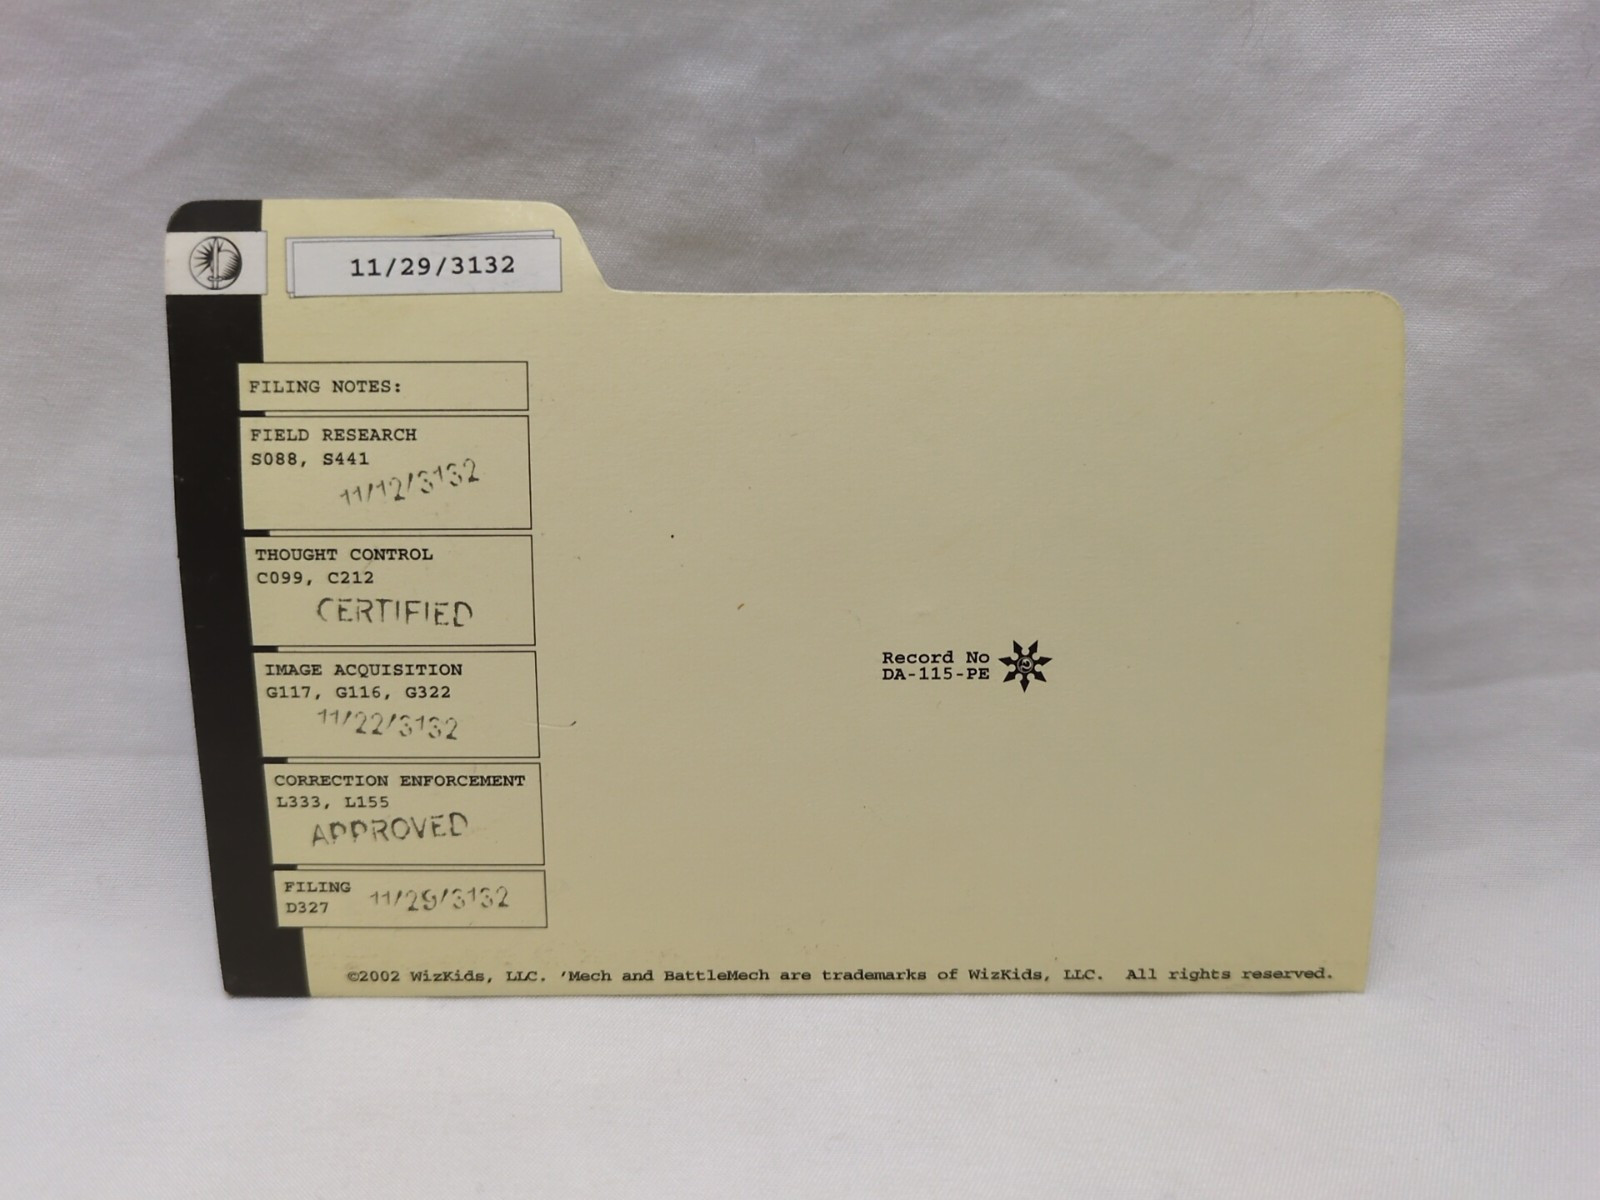 11/29/3132
FILING NOTES:
FIELD RESEARCH
S088, S441
11/12/3132
THOUGHT CONTROL
C099, C212
CERTIFIED
IMAGE ACQUISITION
G117, G116, G322
11/22/3132
CORRECTION ENFORCEMENT
L333, L155
APPROVED
FILING
D327
11/29/3132
Record No
DA-115-PE
©2002 WizKids, LLC. 'Mech and BattleMech are trademarks of WizKids, LLC. All rights reserved.